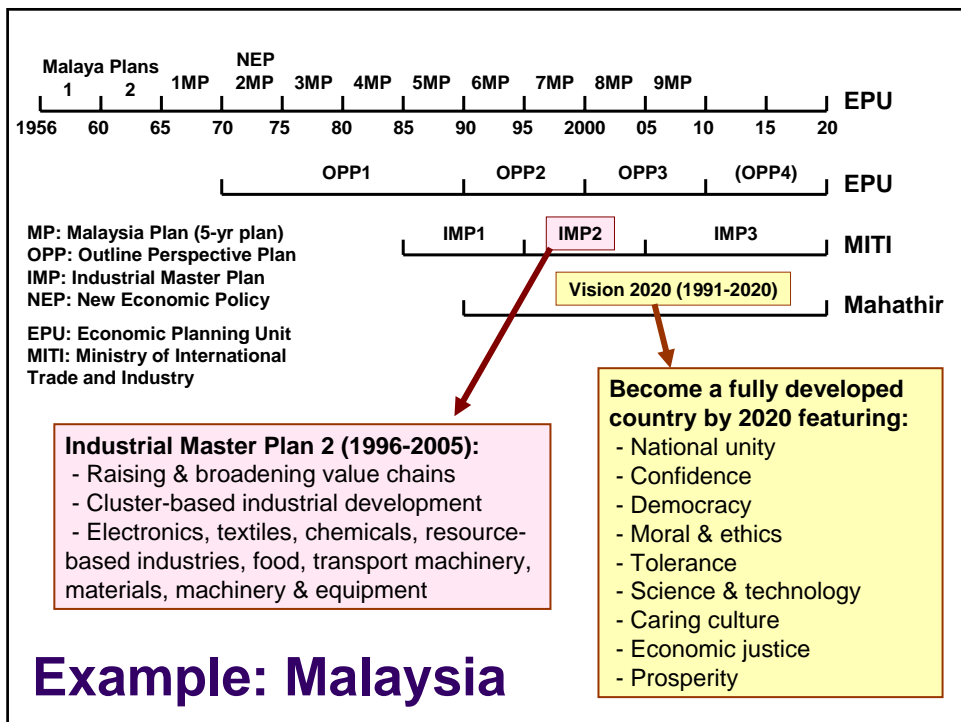 NEP
Malaya Plans
1 2 1MP 2MP 3MP 4MP 5MP 6MP 7MP 8MP 9MP
EPU
1956 60 65 70 75 80 85 90 95 2000 05 10 15 20
OPP1 OPP2 OPP3 (OPP4)
EPU
IMP1 IMP2 IMP3
MITI
Vision 2020 (1991-2020)
Mahathir
MP: Malaysia Plan (5-yr plan)
OPP: Outline Perspective Plan
IMP: Industrial Master Plan
NEP: New Economic Policy
EPU: Economic Planning Unit
MITI: Ministry of International
Trade and Industry
Industrial Master Plan 2 (1996-2005):
- Raising & broadening value chains
- Cluster-based industrial development
- Electronics, textiles, chemicals, resource-
based industries, food, transport machinery,
materials, machinery & equipment
Become a fully developed
country by 2020 featuring:
- National unity
- Confidence
- Democracy
- Moral & ethics
- Tolerance
- Science & technology
- Caring culture
- Economic justice
- Prosperity
Example: Malaysia